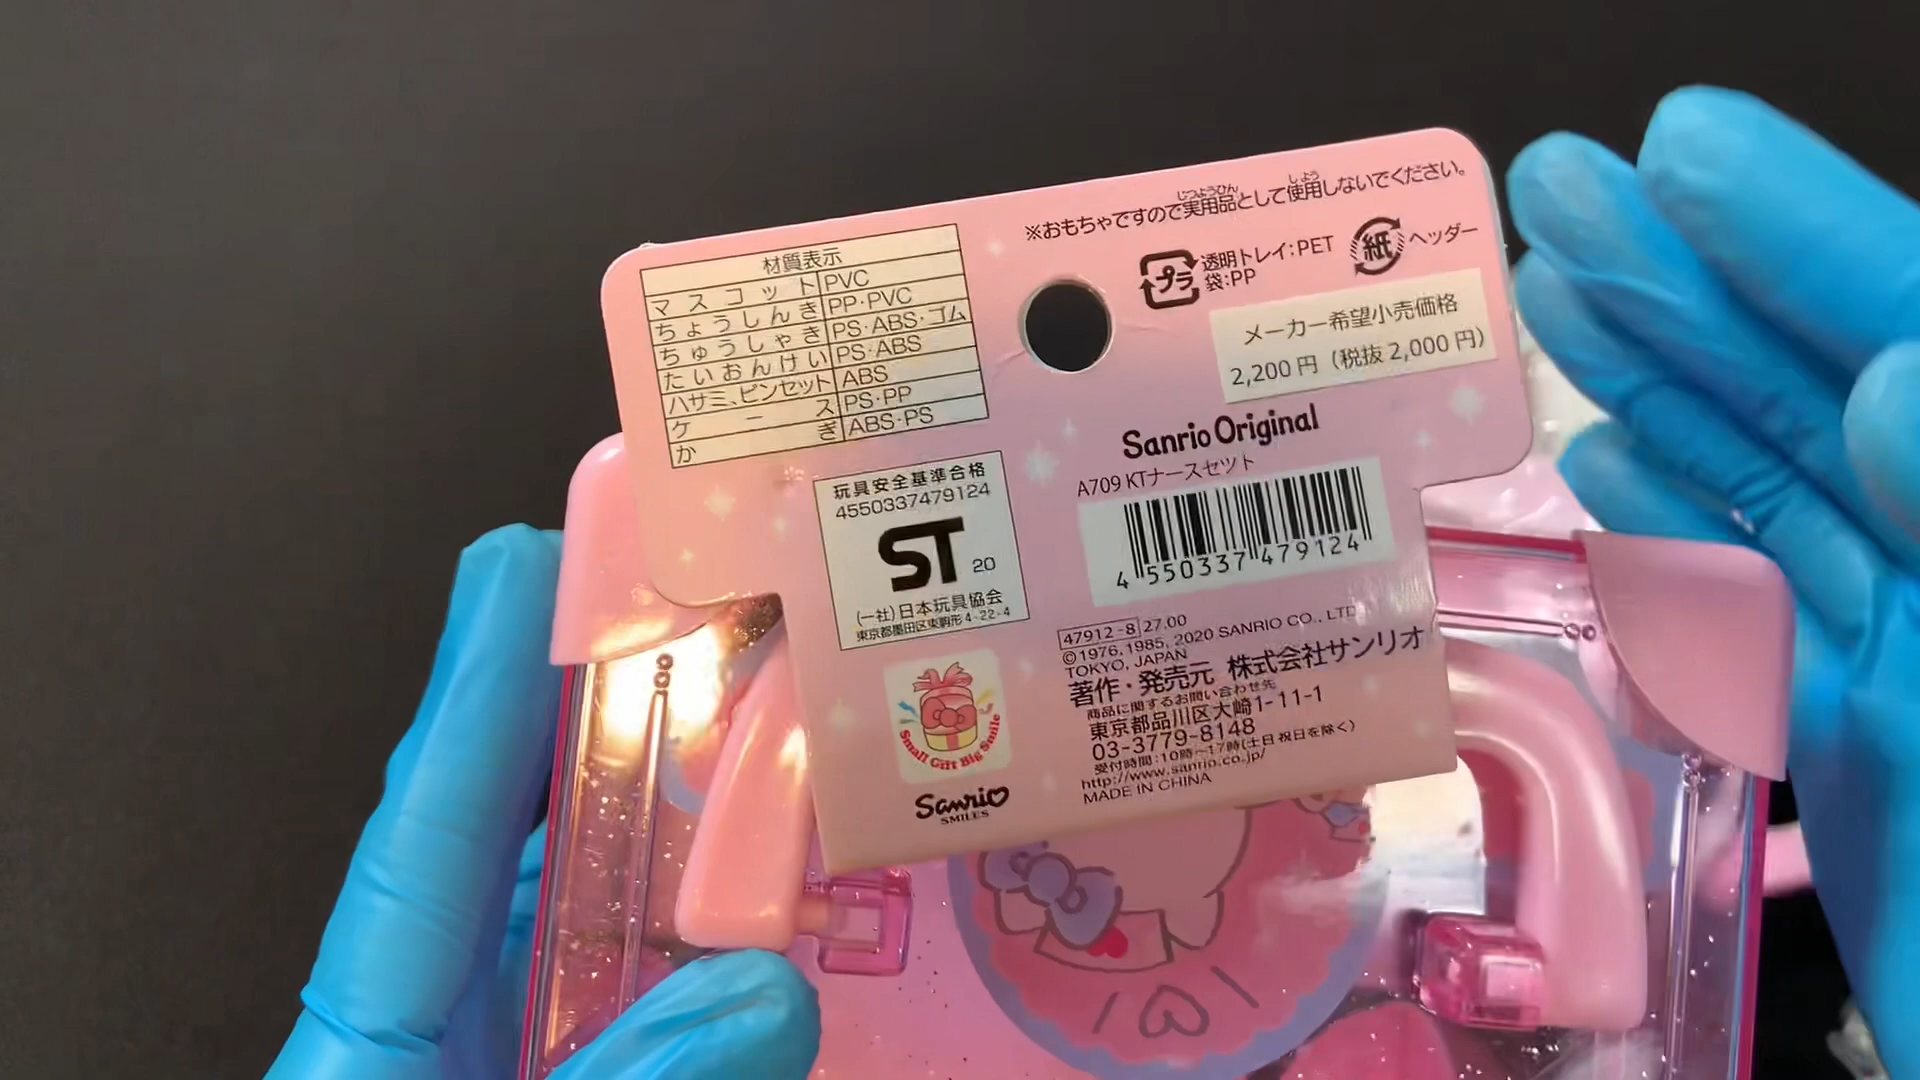 ※おもちゃですので実用品として使用しないでください。
じつようひん
しよう
材質表示
マスコット PVC
ちょうしんき PP・PVC
ちゅうしゃき PS・ABS・ゴム
たいおんけい PS・ABS
ハサミ、ピンセット ABS
ケース PS・PP
かぎ ABS・PS
プラ
透明トレイ:PET
袋:PP
紙
ヘッダー
メーカー希望小売価格
2,200円(税抜2,000円)
Sanrio Original
A709 KTナースセット
4 550337 479124
玩具安全基準合格
4550337479124
ST 20
(一社)日本玩具協会
東京都墨田区東駒形4-22-4
47912-8 27.00
©1976, 1985, 2020 SANRIO CO., LTD
TOKYO, JAPAN
著作・発売元 株式会社サンリオ
商品に関するお問い合わせ先
東京都品川区大崎1-11-1
03-3779-8148
受付時間:10時〜17時(土日祝日を除く)
http://www.sanrio.co.jp/
MADE IN CHINA
Small Gift Big Smile
Sanrio
SMILES